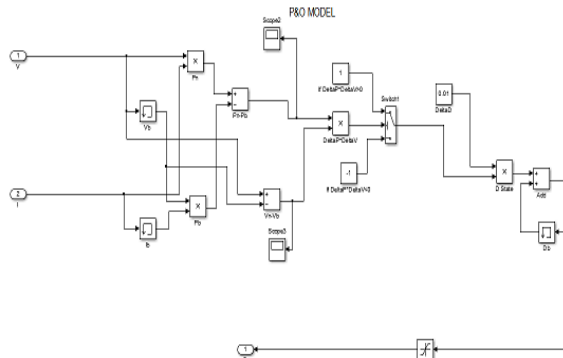 P&O MODEL
Scope2
1
V
X
Pn
1
If DeltaP*DeltaV>0
Switch1
0.01
DeltaD
+
−
Pn-Pb
Vb
X
DeltaP*DeltaV
-1
If DeltaP*DeltaV<0
X
D State
+
+
Add
2
I
X
Pb
+
−
Vn-Vb
Ib
Scope3
Db
1